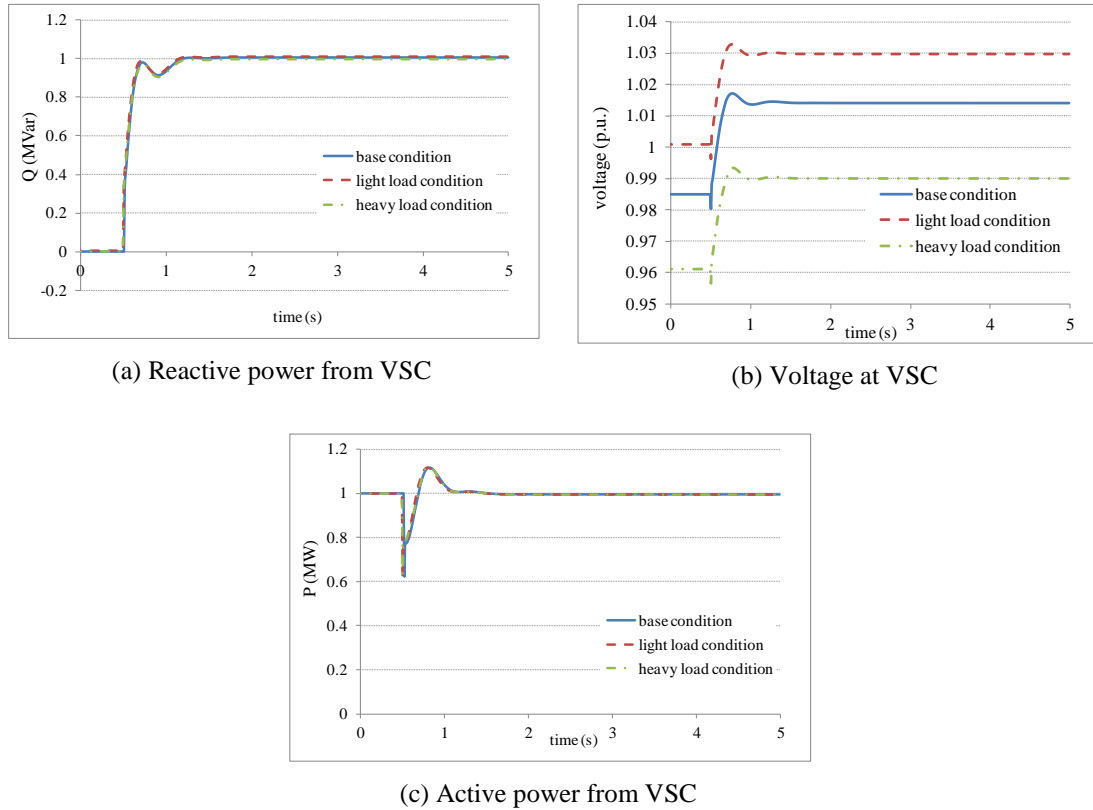 1.2
1
0.8
0.6
0.4
0.2
0
-0.2
Q (MVar)
0 1 2 3 4 5
time (s)
base condition
light load condition
heavy load condition
(a) Reactive power from VSC
1.04
1.03
1.02
1.01
1
0.99
0.98
0.97
0.96
0.95
voltage (p.u.)
0 1 2 3 4 5
time (s)
base condition
light load condition
heavy load condition
(b) Voltage at VSC
1.2
1
0.8
0.6
0.4
0.2
0
P (MW)
0 1 2 3 4 5
time (s)
base condition
light load condition
heavy load condition
(c) Active power from VSC